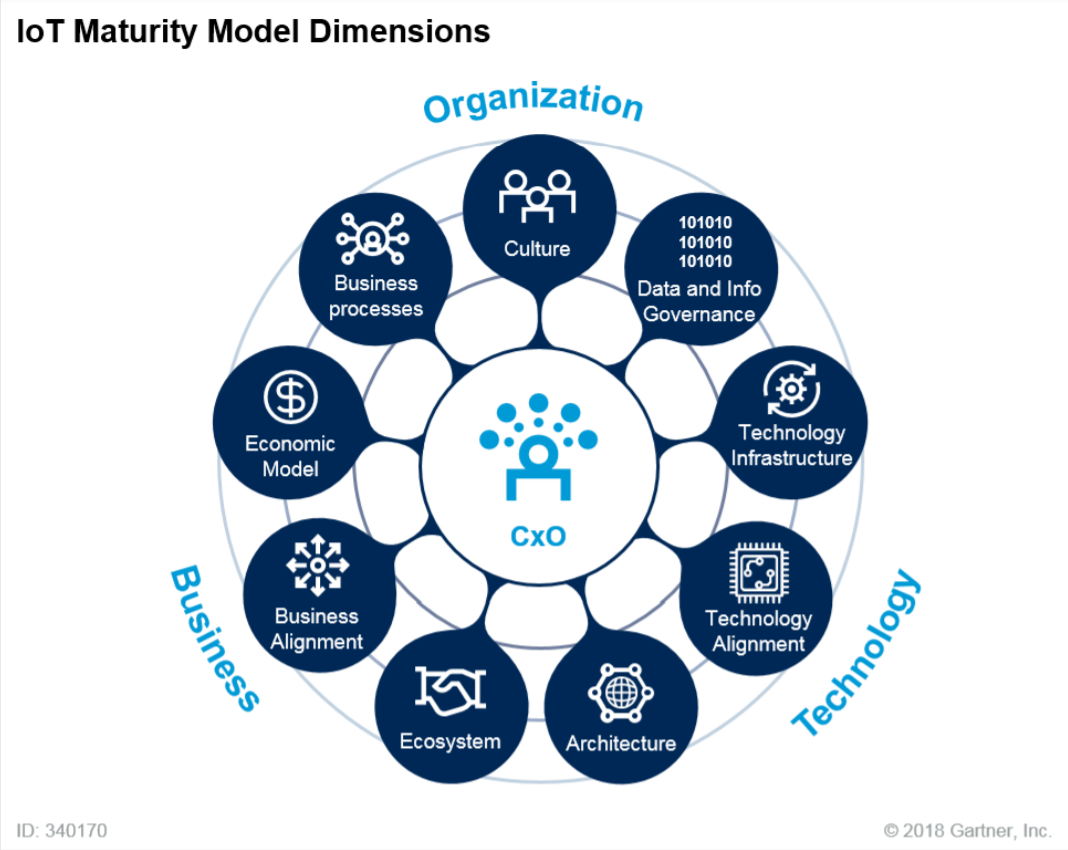 IoT Maturity Model Dimensions
Organization
Culture
101010
101010
101010
Data and Info
Governance
Technology
Infrastructure
Technology
Alignment
Technology
Architecture
Ecosystem
Business
Alignment
Business
Economic
Model
Business
processes
CxO
ID: 340170
© 2018 Gartner, Inc.